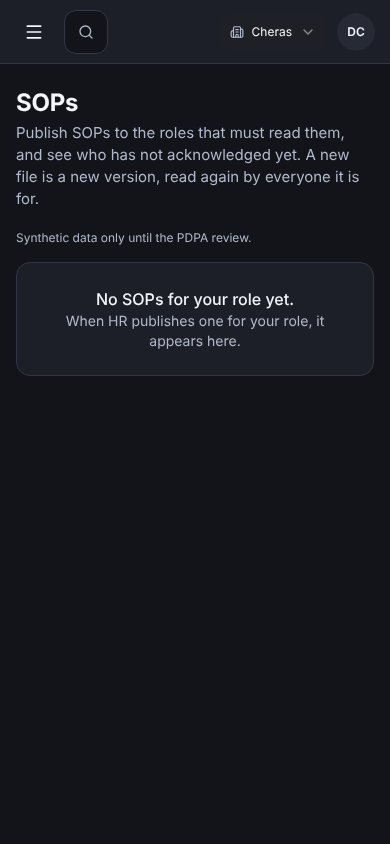 Cheras
DC
SOPs
Publish SOPs to the roles that must read them,
and see who has not acknowledged yet. A new
file is a new version, read again by everyone it is
for.
Synthetic data only until the PDPA review.
No SOPs for your role yet.
When HR publishes one for your role, it
appears here.